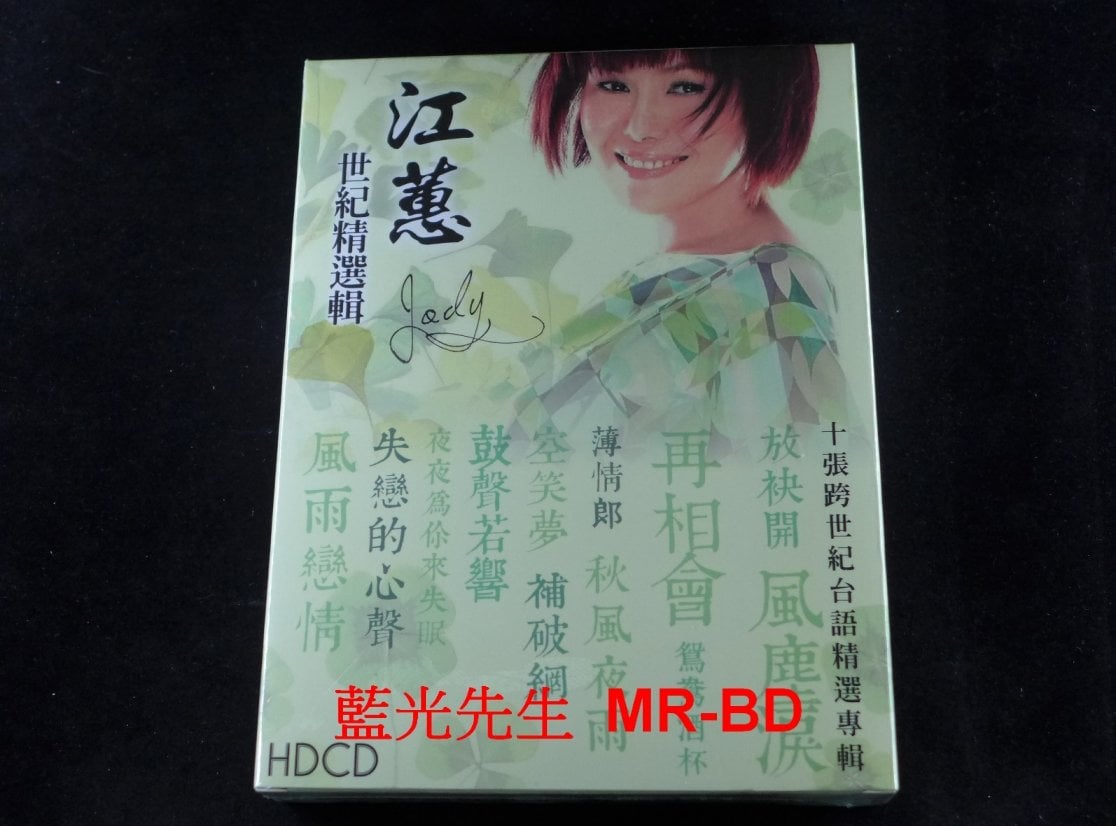 江蕙
世紀精選輯
Jody
十張跨世紀台語精選專輯
放袂開
風塵淚
再相會
鴛鴦酒杯
薄情郎
秋風夜雨
空笑夢
補破網
鼓聲若響
夜夜為你來失眠
失戀的心聲
風雨戀情
藍光先生 MR-BD
HDCD